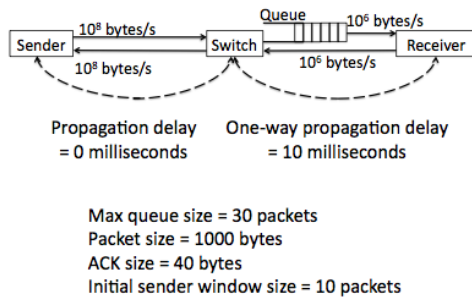 Queue
10⁸ bytes/s
10⁶ bytes/s
Sender
Switch
Receiver
10⁸ bytes/s
10⁶ bytes/s
Propagation delay
= 0 milliseconds
One-way propagation delay
= 10 milliseconds
Max queue size = 30 packets
Packet size = 1000 bytes
ACK size = 40 bytes
Initial sender window size = 10 packets